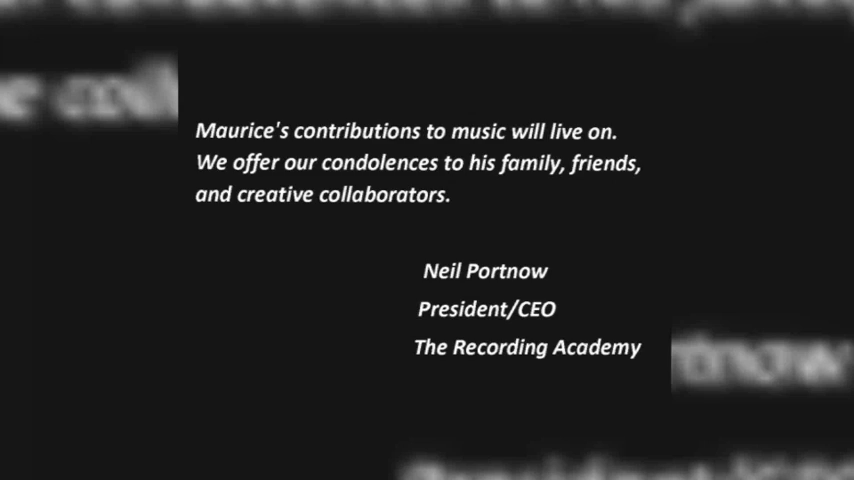 Maurice's contributions to music will live on.
We offer our condolences to his family, friends,
and creative collaborators.
Neil Portnow
President/CEO
The Recording Academy